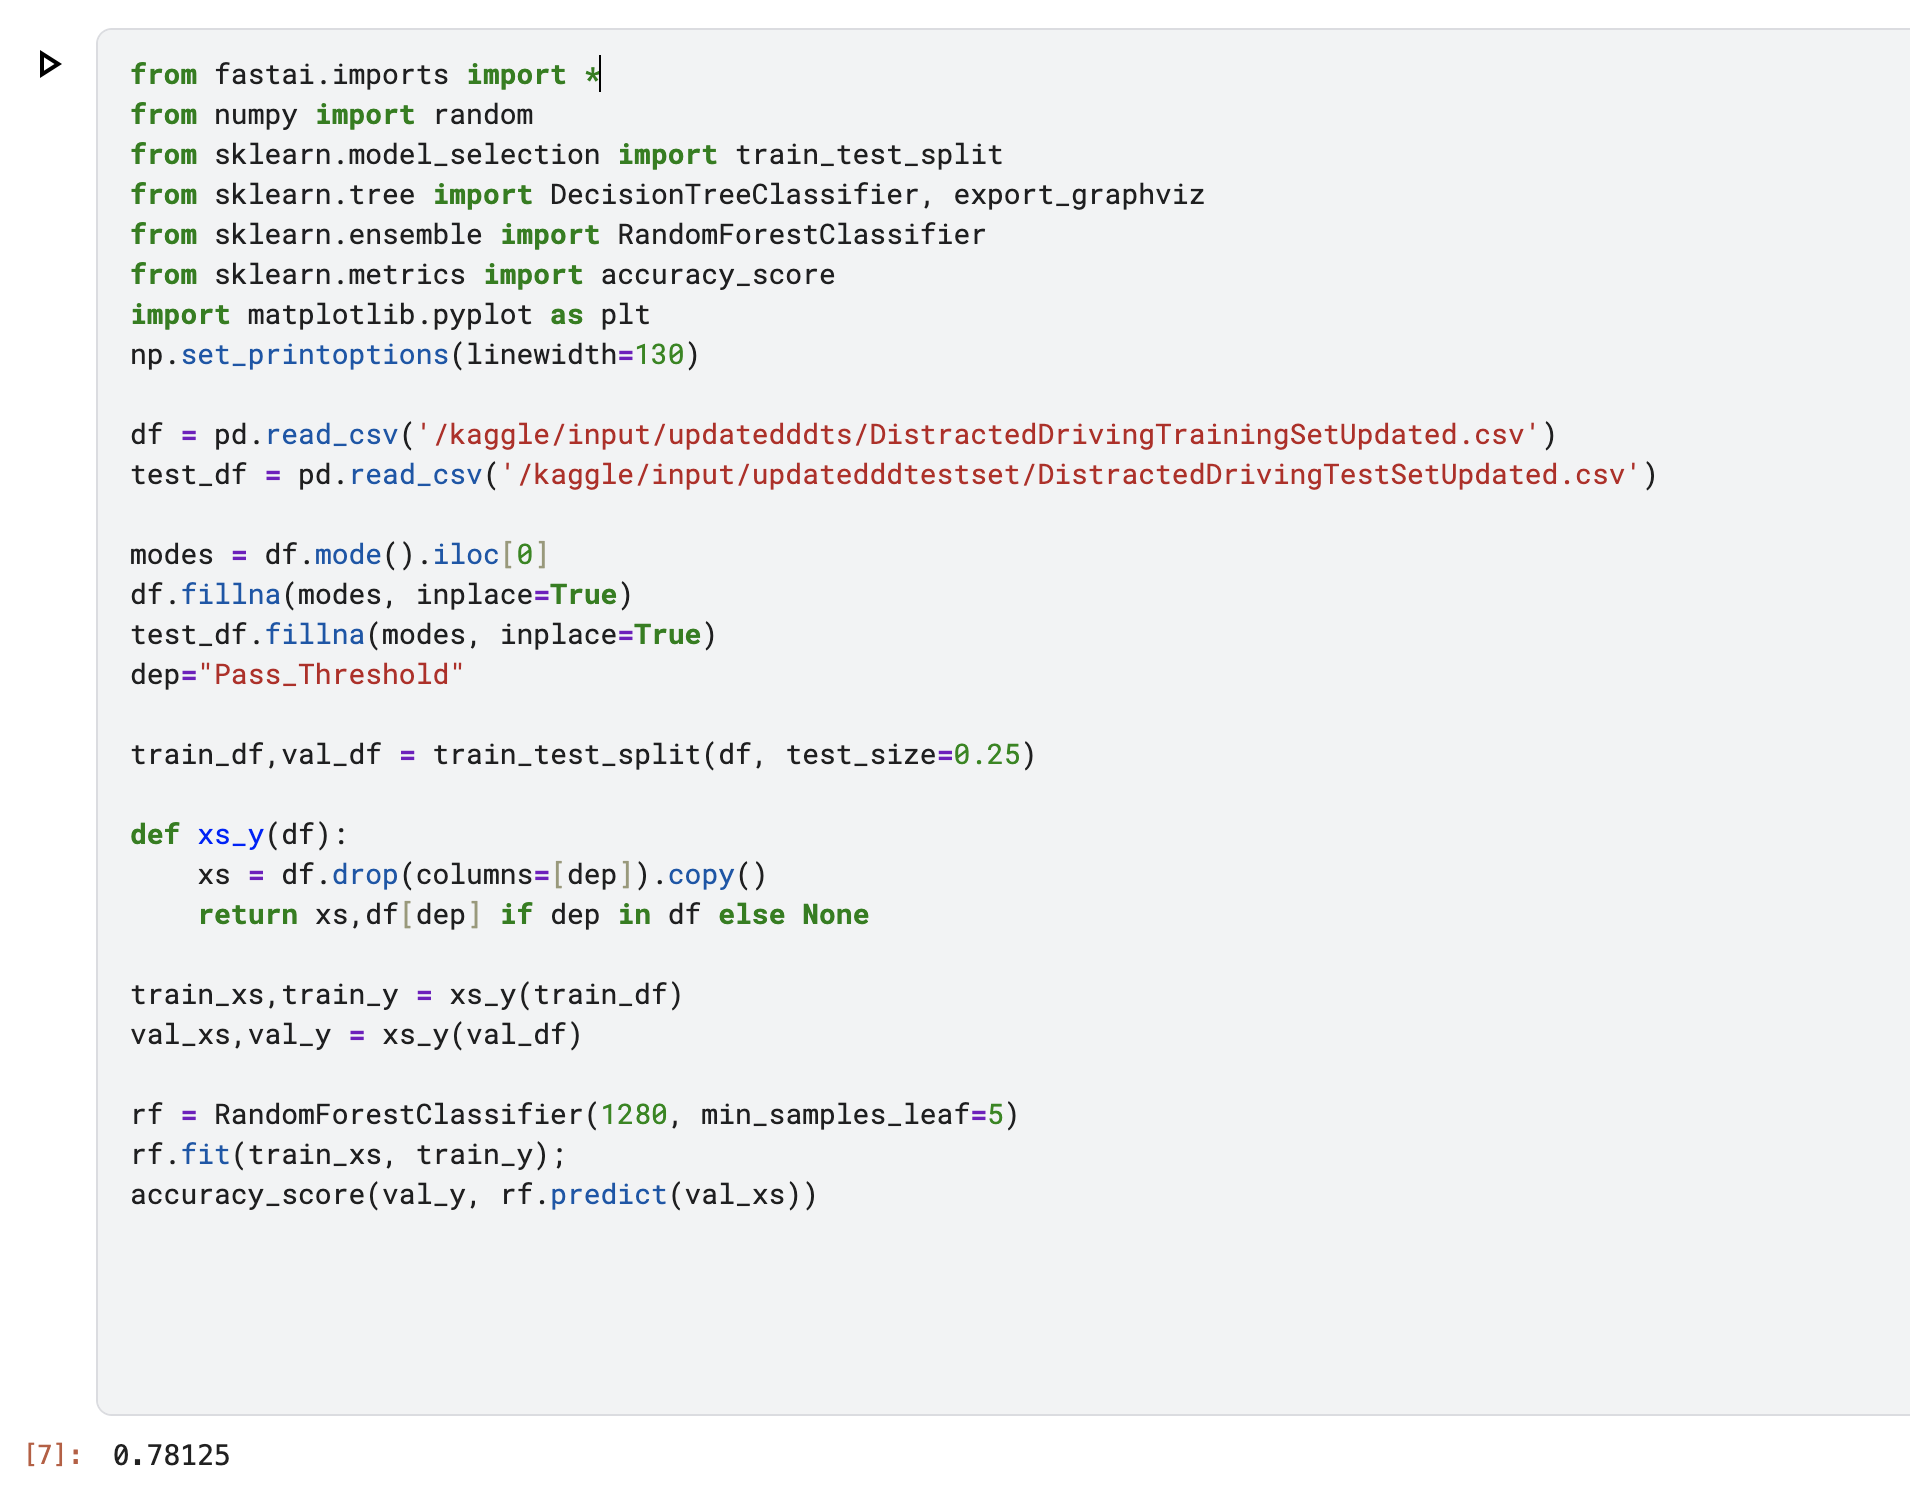 from fastai.imports import *
from numpy import random
from sklearn.model_selection import train_test_split
from sklearn.tree import DecisionTreeClassifier, export_graphviz
from sklearn.ensemble import RandomForestClassifier
from sklearn.metrics import accuracy_score
import matplotlib.pyplot as plt
np.set_printoptions(linewidth=130)
df = pd.read_csv('/kaggle/input/updatedddts/DistractedDrivingTrainingSetUpdated.csv')
test_df = pd.read_csv('/kaggle/input/updatedddtestset/DistractedDrivingTestSetUpdated.csv')
modes = df.mode().iloc[0]
df.fillna(modes, inplace=True)
test_df.fillna(modes, inplace=True)
dep="Pass_Threshold"
train_df,val_df = train_test_split(df, test_size=0.25)
def xs_y(df):
    xs = df.drop(columns=[dep]).copy()
    return xs,df[dep] if dep in df else None
train_xs,train_y = xs_y(train_df)
val_xs,val_y = xs_y(val_df)
rf = RandomForestClassifier(1280, min_samples_leaf=5)
rf.fit(train_xs, train_y);
accuracy_score(val_y, rf.predict(val_xs))
[7]: 0.78125